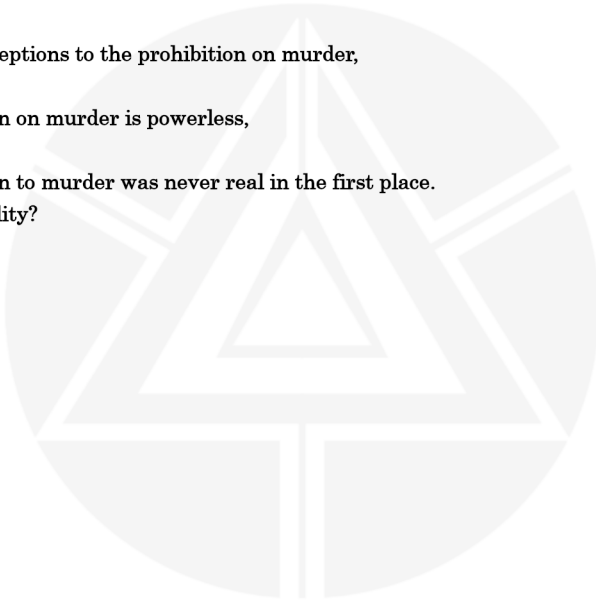 eptions to the prohibition on murder,
n on murder is powerless,
n to murder was never real in the first place.
lity?